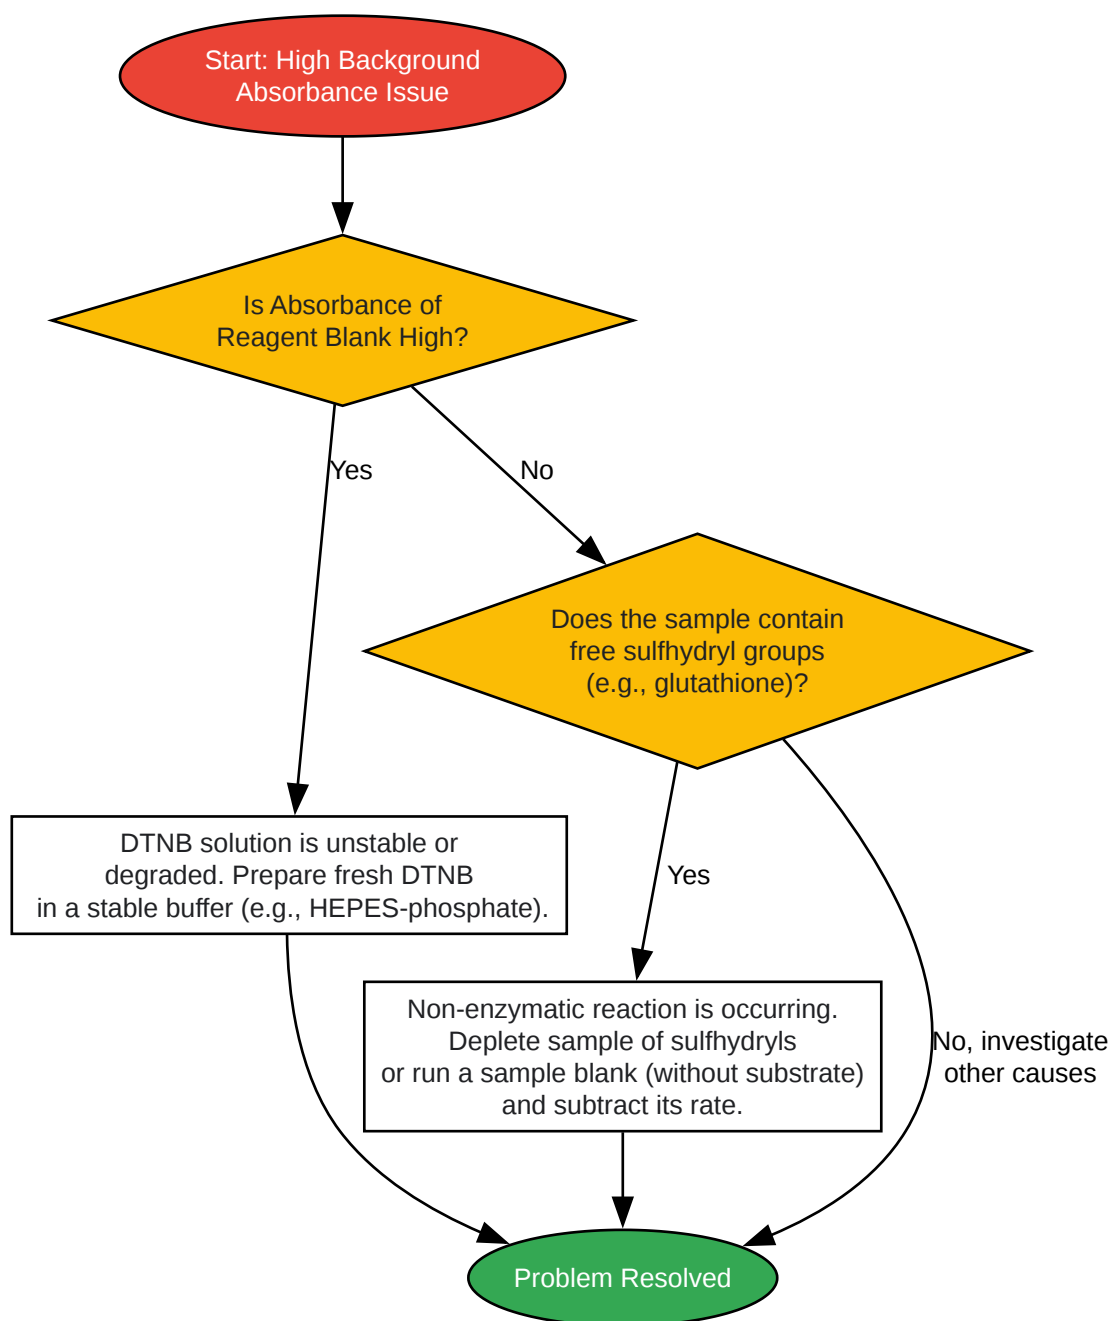 Start: High Background
Absorbance Issue
Is Absorbance of
Reagent Blank High?
Yes
No
Does the sample contain
free sulfhydryl groups
(e.g., glutathione)?
DTNB solution is unstable or
degraded. Prepare fresh DTNB
in a stable buffer (e.g., HEPES-phosphate).
Yes
Non-enzymatic reaction is occurring.
Deplete sample of sulfhydryls
or run a sample blank (without substrate)
and subtract its rate.
No, investigate
other causes
Problem Resolved